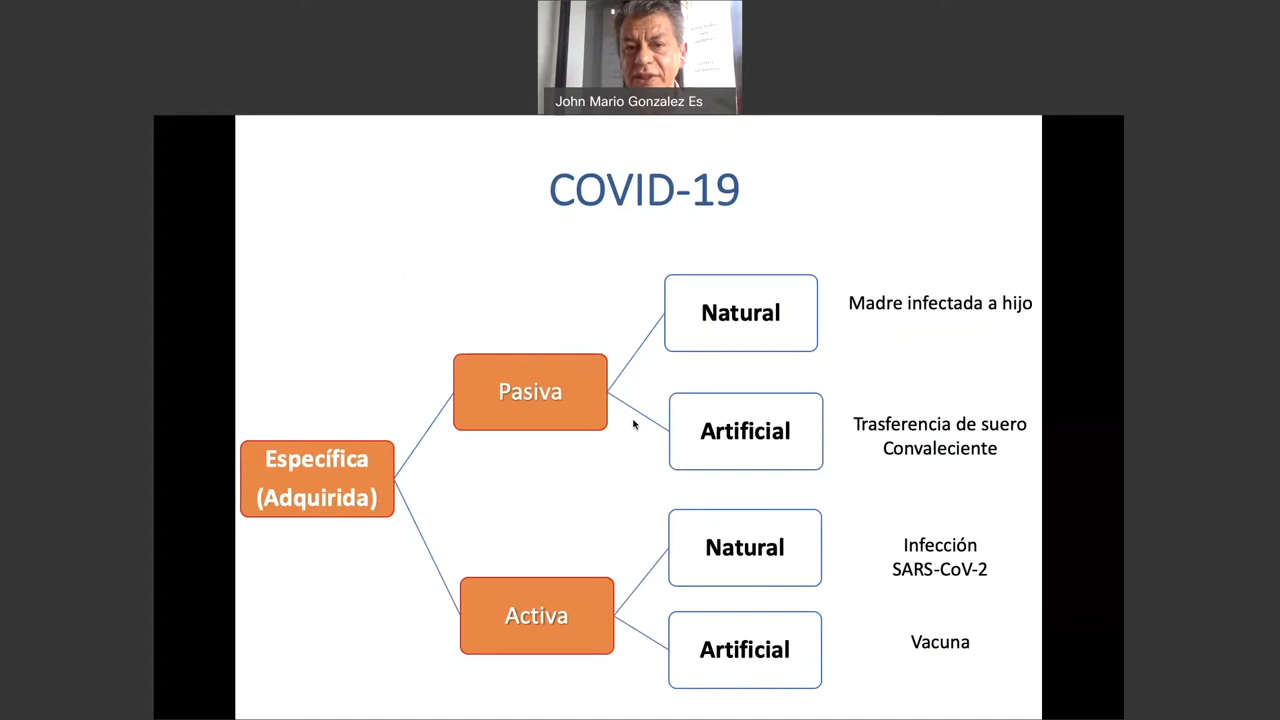 John Mario Gonzalez Es
COVID-19
Natural
Madre infectada a hijo
Pasiva
Artificial
Trasferencia de suero
Convaleciente
Específica
(Adquirida)
Natural
Infección
SARS-CoV-2
Activa
Artificial
Vacuna